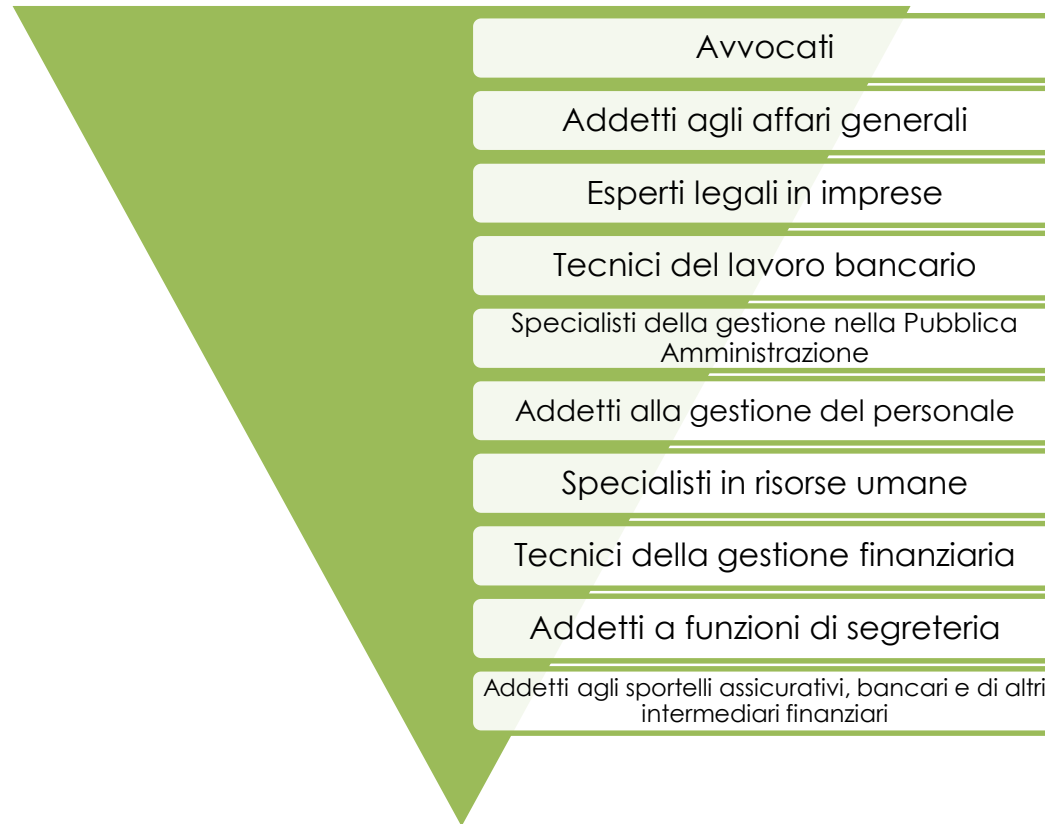 Avvocati
Addetti agli affari generali
Esperti legali in imprese
Tecnici del lavoro bancario
Specialisti della gestione nella Pubblica
Amministrazione
Addetti alla gestione del personale
Specialisti in risorse umane
Tecnici della gestione finanziaria
Addetti a funzioni di segreteria
Addetti agli sportelli assicurativi, bancari e di altri
intermediari finanziari